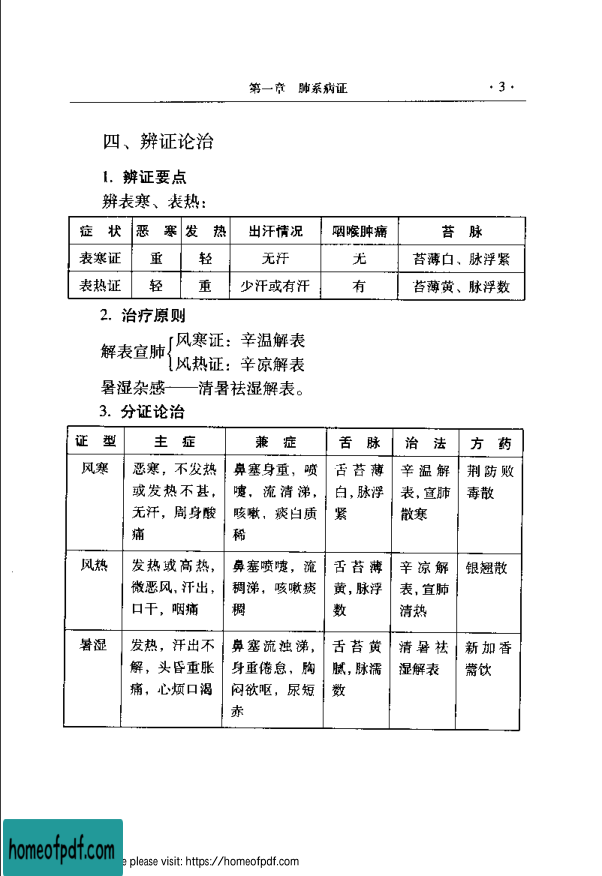 第一章 肺系病证 ·3·
四、辨证论治
1. 辨证要点
辨表寒、表热：
症 状 恶 寒 发 热 出汗情况 咽喉肿痛 苔 脉
表寒证 重 轻 无汗 无 苔薄白、脉浮紧
表热证 轻 重 少汗或有汗 有 苔薄黄、脉浮数
2. 治疗原则
解表宣肺{风寒证：辛温解表
风热证：辛凉解表
暑湿杂感——清暑祛湿解表。
3. 分证论治
证 型 主 症 兼 症 舌 脉 治 法 方 药
风寒 恶寒，不发热 鼻塞身重，喷 舌苔薄 辛温解 荆防败
或发热不甚， 嚏，流清涕， 白，脉浮 表，宣肺 毒散
无汗，周身酸 咳嗽，痰白质 紧 散寒
痛 稀
风热 发热或高热， 鼻塞喷嚏，流 舌苔薄 辛凉解 银翘散
微恶风，汗出， 稠涕，咳嗽痰 黄，脉浮 表，宣肺
口干，咽痛 稠 数 清热
暑湿 发热，汗出不 鼻塞流浊涕， 舌苔黄 清暑祛 新加香
解，头昏重胀 身重倦怠，胸 腻，脉濡 湿解表 薷饮
痛，心烦口渴 闷欲呕，尿短 数
赤
homeofpdf.com
e please visit: https://homeofpdf.com